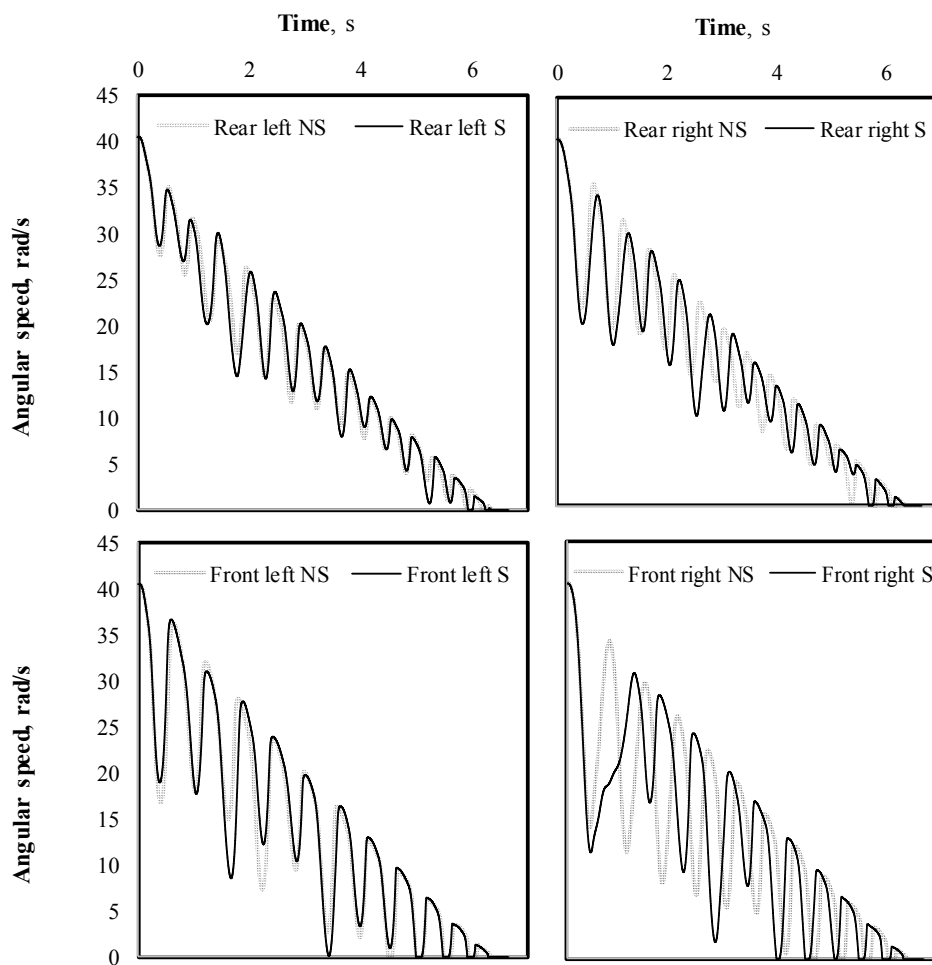 Time, s
Time, s
0 2 4 6
0 2 4 6
45
40
35
30
25
20
15
10
5
0
Angular speed, rad/s
Rear left NS Rear left S
Rear right NS Rear right S
45
40
35
30
25
20
15
10
5
0
Angular speed, rad/s
Front left NS Front left S
Front right NS Front right S